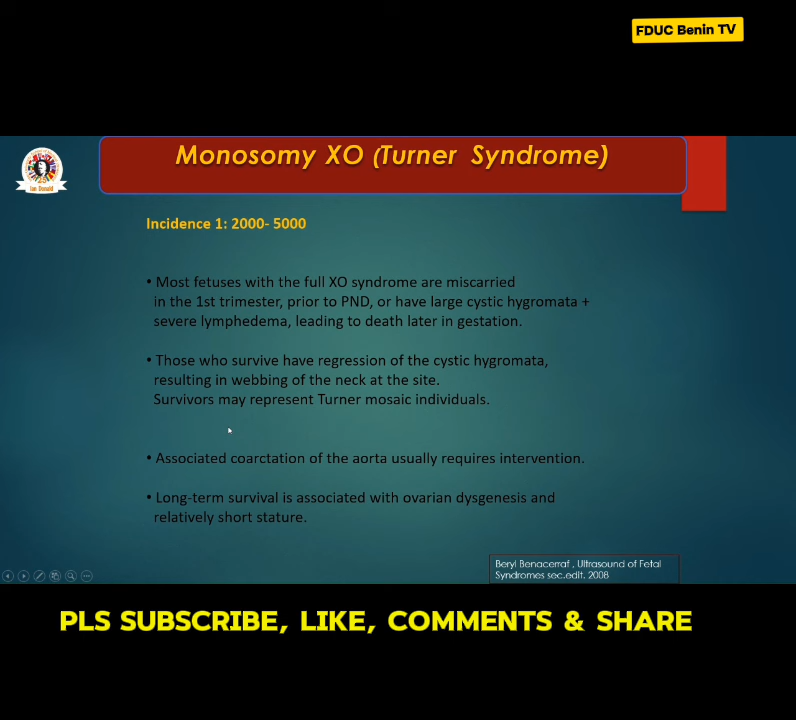 FDUC Benin TV
Monosomy XO (Turner Syndrome)
Ian Donald
Incidence 1: 2000- 5000
• Most fetuses with the full XO syndrome are miscarried
in the 1st trimester, prior to PND, or have large cystic hygromata +
severe lymphedema, leading to death later in gestation.
• Those who survive have regression of the cystic hygromata,
resulting in webbing of the neck at the site.
Survivors may represent Turner mosaic individuals.
• Associated coarctation of the aorta usually requires intervention.
• Long-term survival is associated with ovarian dysgenesis and
relatively short stature.
Beryl Benacerraf , Ultrasound of Fetal
Syndromes sec.edit. 2008
PLS SUBSCRIBE, LIKE, COMMENTS & SHARE